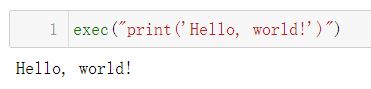 1 exec("print('Hello, world!')")
Hello, world!